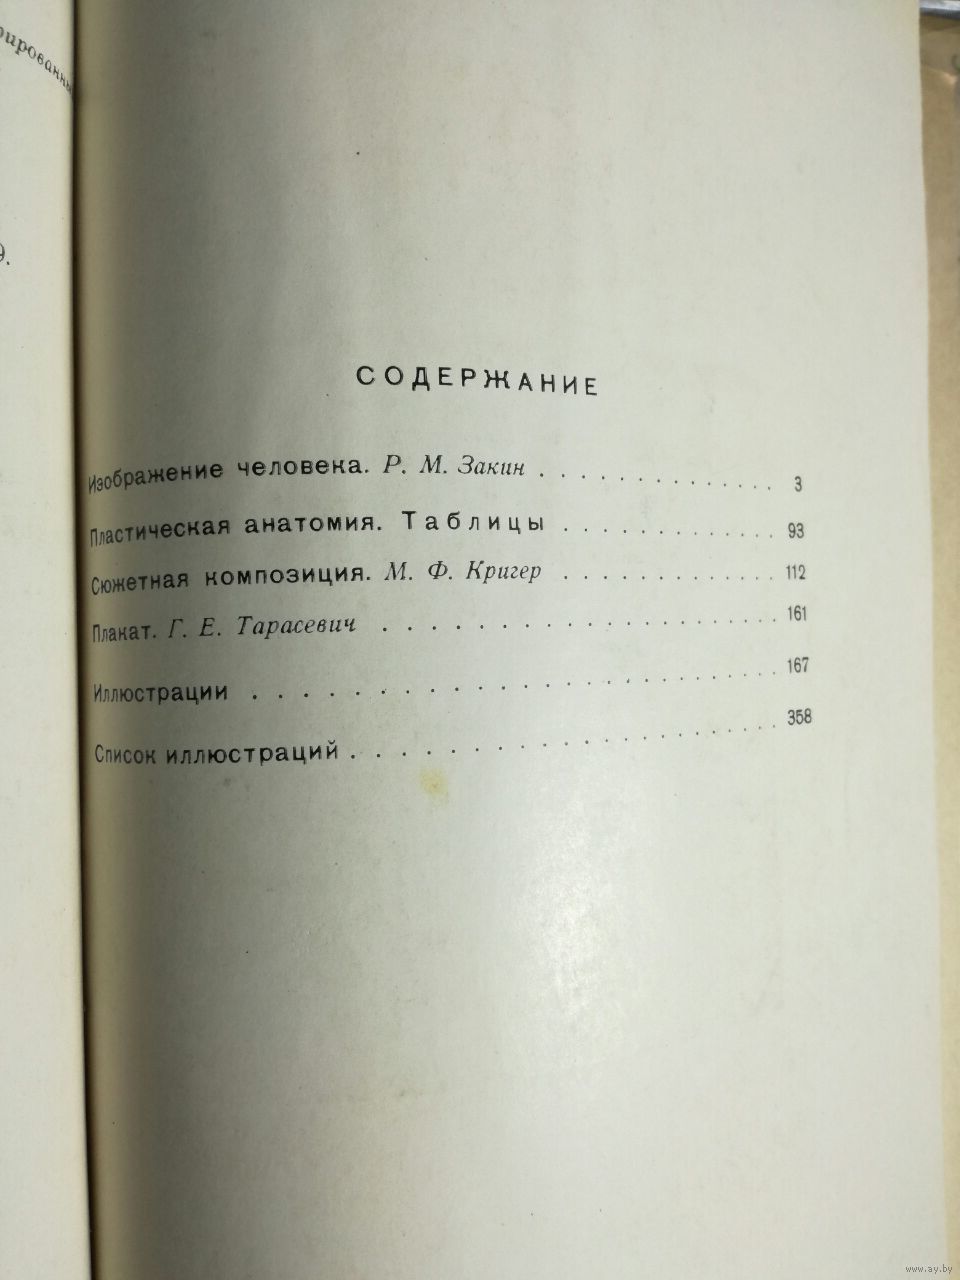 СОДЕРЖАНИЕ
Изображение человека. Р. М. Закин . . . . . . . . . . . . 3
Пластическая анатомия. Таблицы . . . . . . . . . . . 93
Сюжетная композиция. М. Ф. Кригер . . . . . . . . . . . 112
Плакат. Г. Е. Тарасевич . . . . . . . . . . . . . . . . . 161
Иллюстрации . . . . . . . . . . . . . . . . . . . . . . 167
Список иллюстраций . . . . . . . . . . . . . . . . . . 358
www.ay.by